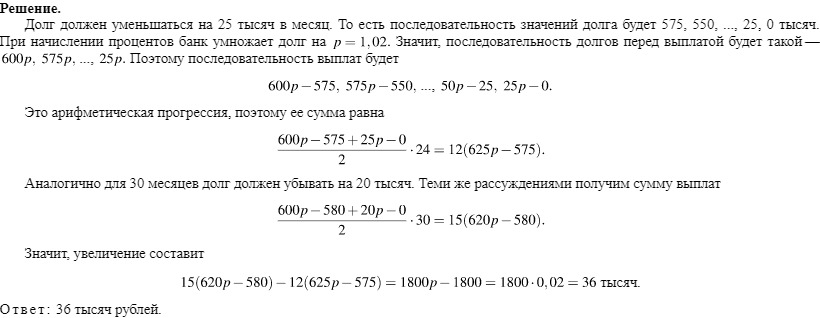 Решение.
Долг должен уменьшаться на 25 тысяч в месяц. То есть последовательность значений долга будет 575, 550, ..., 25, 0 тысяч.
При начислении процентов банк умножает долг на p = 1,02. Значит, последовательность долгов перед выплатой будет такой —
600p, 575p, ..., 25p. Поэтому последовательность выплат будет
600p − 575, 575p − 550, ..., 50p − 25, 25p − 0.
Это арифметическая прогрессия, поэтому ее сумма равна
600p − 575 + 25p − 0
2
· 24 = 12(625p − 575).
Аналогично для 30 месяцев долг должен убывать на 20 тысяч. Теми же рассуждениями получим сумму выплат
600p − 580 + 20p − 0
2
· 30 = 15(620p − 580).
Значит, увеличение составит
15(620p − 580) − 12(625p − 575) = 1800p − 1800 = 1800 · 0,02 = 36 тысяч.
Ответ: 36 тысяч рублей.